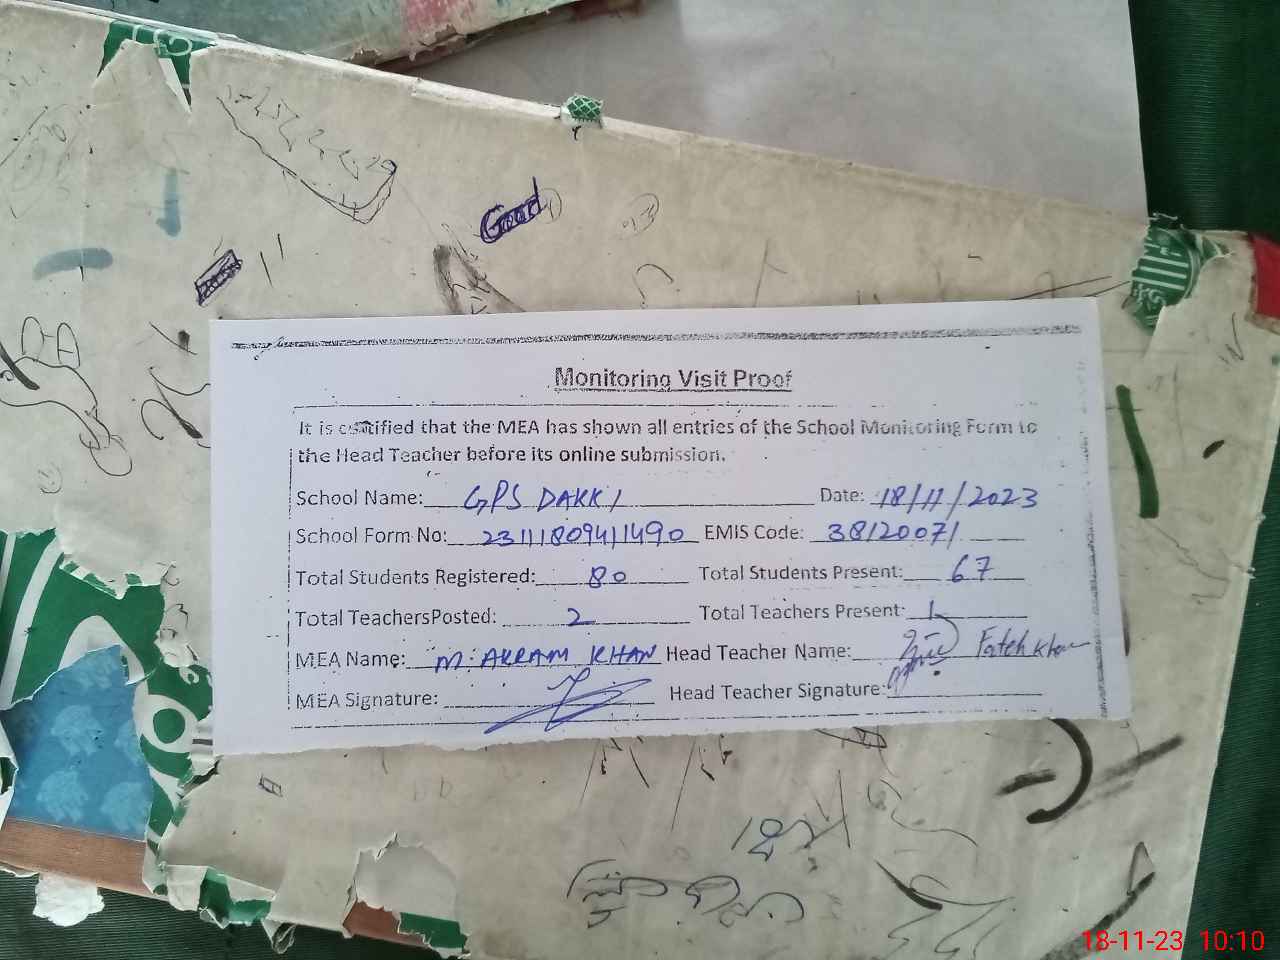 Good
Monitoring Visit Proof
It is certified that the MEA has shown all entries of the School Monitoring Form to
the Head Teacher before its online submission.
School Name: GPS DAKKI Date: 18/11/2023
School Form No: 23111809411490 EMIS Code: 38120071
Total Students Registered: 80 Total Students Present: 67
Total TeachersPosted: 2 Total Teachers Present: 1
MEA Name: M. AKRAM KHAN Head Teacher Name: Fateh Khan
MEA Signature: Head Teacher Signature:
18-11-23 10:10